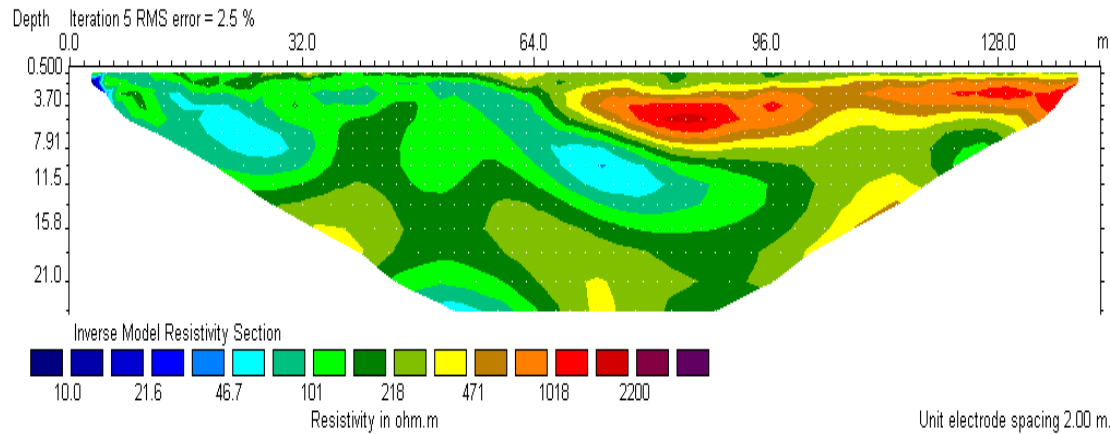 Depth Iteration 5 RMS error = 2.5 %
0.0 32.0 64.0 96.0 128.0 m
0.500
3.70
7.91
11.5
15.8
21.0
Inverse Model Resistivity Section
10.0 21.6 46.7 101 218 471 1018 2200
Resistivity in ohm.m Unit electrode spacing 2.00 m.